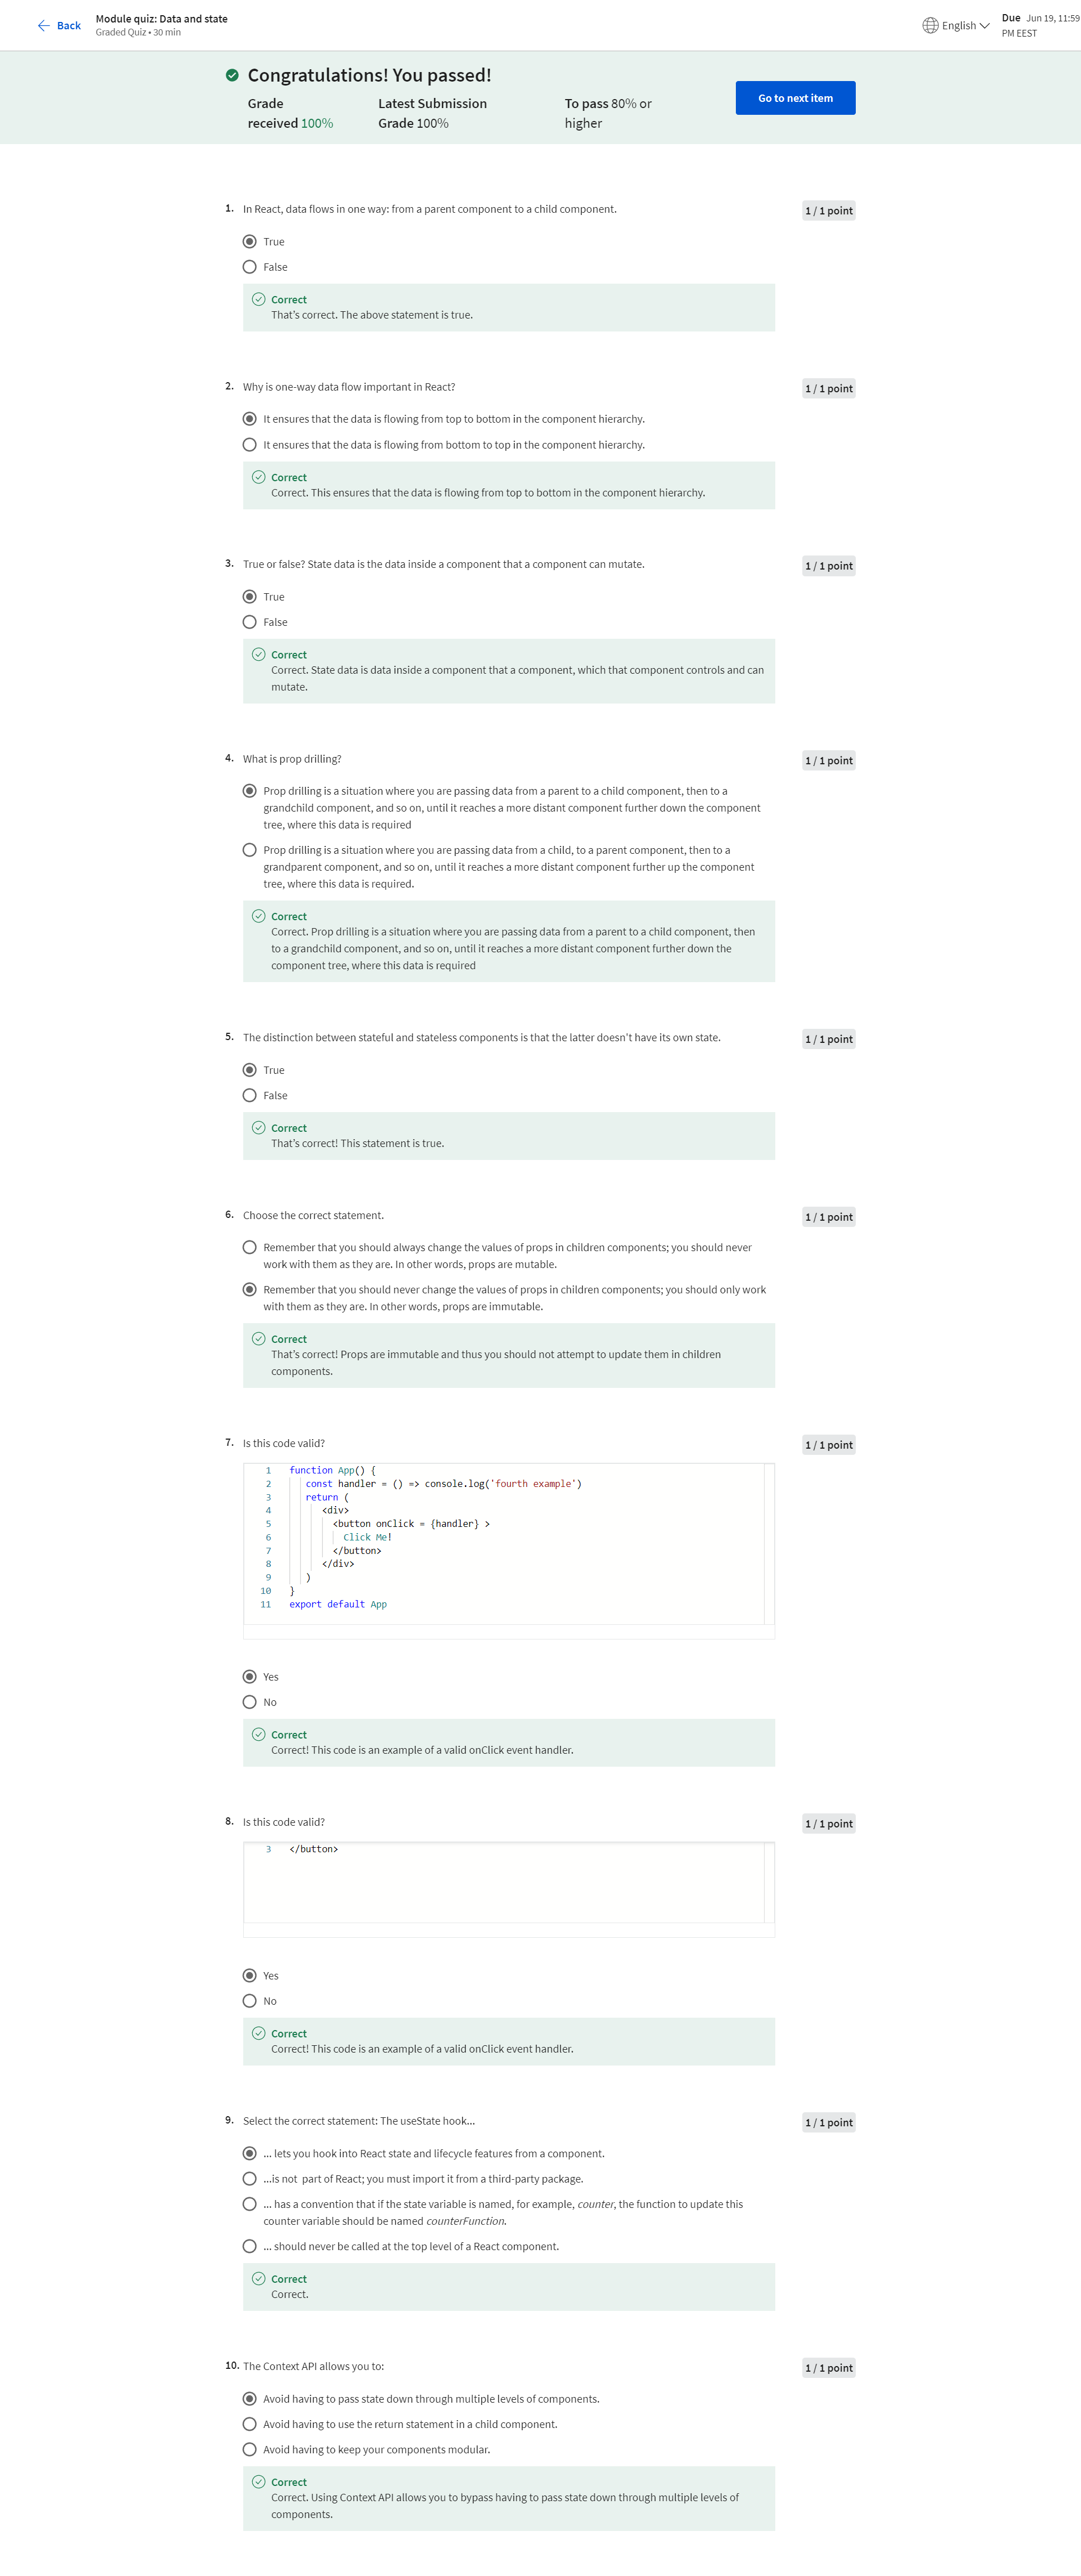 Back
Module quiz: Data and state
Graded Quiz • 30 min
English
Due Jun 19, 11:59
PM EEST
Congratulations! You passed!
Grade
received 100%
Latest Submission
Grade 100%
To pass 80% or
higher
Go to next item
1. In React, data flows in one way: from a parent component to a child component.
1 / 1 point
True
False
Correct
That's correct. The above statement is true.
2. Why is one-way data flow important in React?
1 / 1 point
It ensures that the data is flowing from top to bottom in the component hierarchy.
It ensures that the data is flowing from bottom to top in the component hierarchy.
Correct
Correct. This ensures that the data is flowing from top to bottom in the component hierarchy.
3. True or false? State data is the data inside a component that a component can mutate.
1 / 1 point
True
False
Correct
Correct. State data is data inside a component that a component, which that component controls and can
mutate.
4. What is prop drilling?
1 / 1 point
Prop drilling is a situation where you are passing data from a parent to a child component, then to a
grandchild component, and so on, until it reaches a more distant component further down the component
tree, where this data is required
Prop drilling is a situation where you are passing data from a child, to a parent component, then to a
grandparent component, and so on, until it reaches a more distant component further up the component
tree, where this data is required.
Correct
Correct. Prop drilling is a situation where you are passing data from a parent to a child component, then
to a grandchild component, and so on, until it reaches a more distant component further down the
component tree, where this data is required
5. The distinction between stateful and stateless components is that the latter doesn't have its own state.
1 / 1 point
True
False
Correct
That's correct! This statement is true.
6. Choose the correct statement.
1 / 1 point
Remember that you should always change the values of props in children components; you should never
work with them as they are. In other words, props are mutable.
Remember that you should never change the values of props in children components; you should only work
with them as they are. In other words, props are immutable.
Correct
That's correct! Props are immutable and thus you should not attempt to update them in children
components.
7. Is this code valid?
1 / 1 point
1 function App() {
2 const handler = () => console.log('fourth example')
3 return (
4 <div>
5 <button onClick = {handler} >
6 Click Me!
7 </button>
8 </div>
9 )
10 }
11 export default App
Yes
No
Correct
Correct! This code is an example of a valid onClick event handler.
8. Is this code valid?
1 / 1 point
3 </button>
Yes
No
Correct
Correct! This code is an example of a valid onClick event handler.
9. Select the correct statement: The useState hook...
1 / 1 point
... lets you hook into React state and lifecycle features from a component.
...is not part of React; you must import it from a third-party package.
... has a convention that if the state variable is named, for example, counter, the function to update this
counter variable should be named counterFunction.
... should never be called at the top level of a React component.
Correct
Correct.
10. The Context API allows you to:
1 / 1 point
Avoid having to pass state down through multiple levels of components.
Avoid having to use the return statement in a child component.
Avoid having to keep your components modular.
Correct
Correct. Using Context API allows you to bypass having to pass state down through multiple levels of
components.